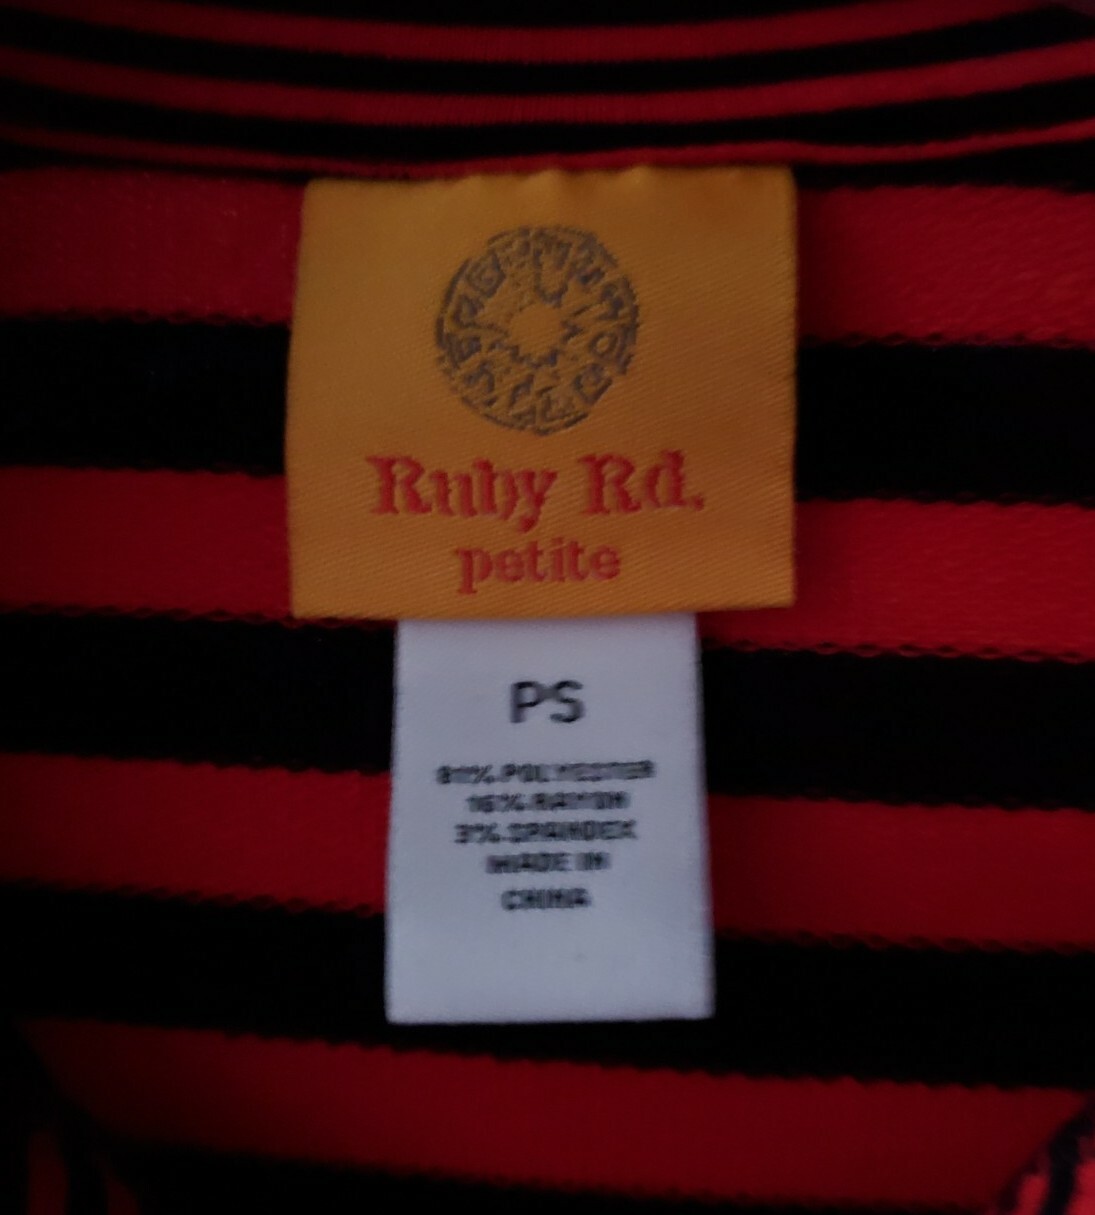 Ruby Rd.
petite
PS
81% POLYESTER
16% RAYON
3% SPANDEX
MADE IN
CHINA